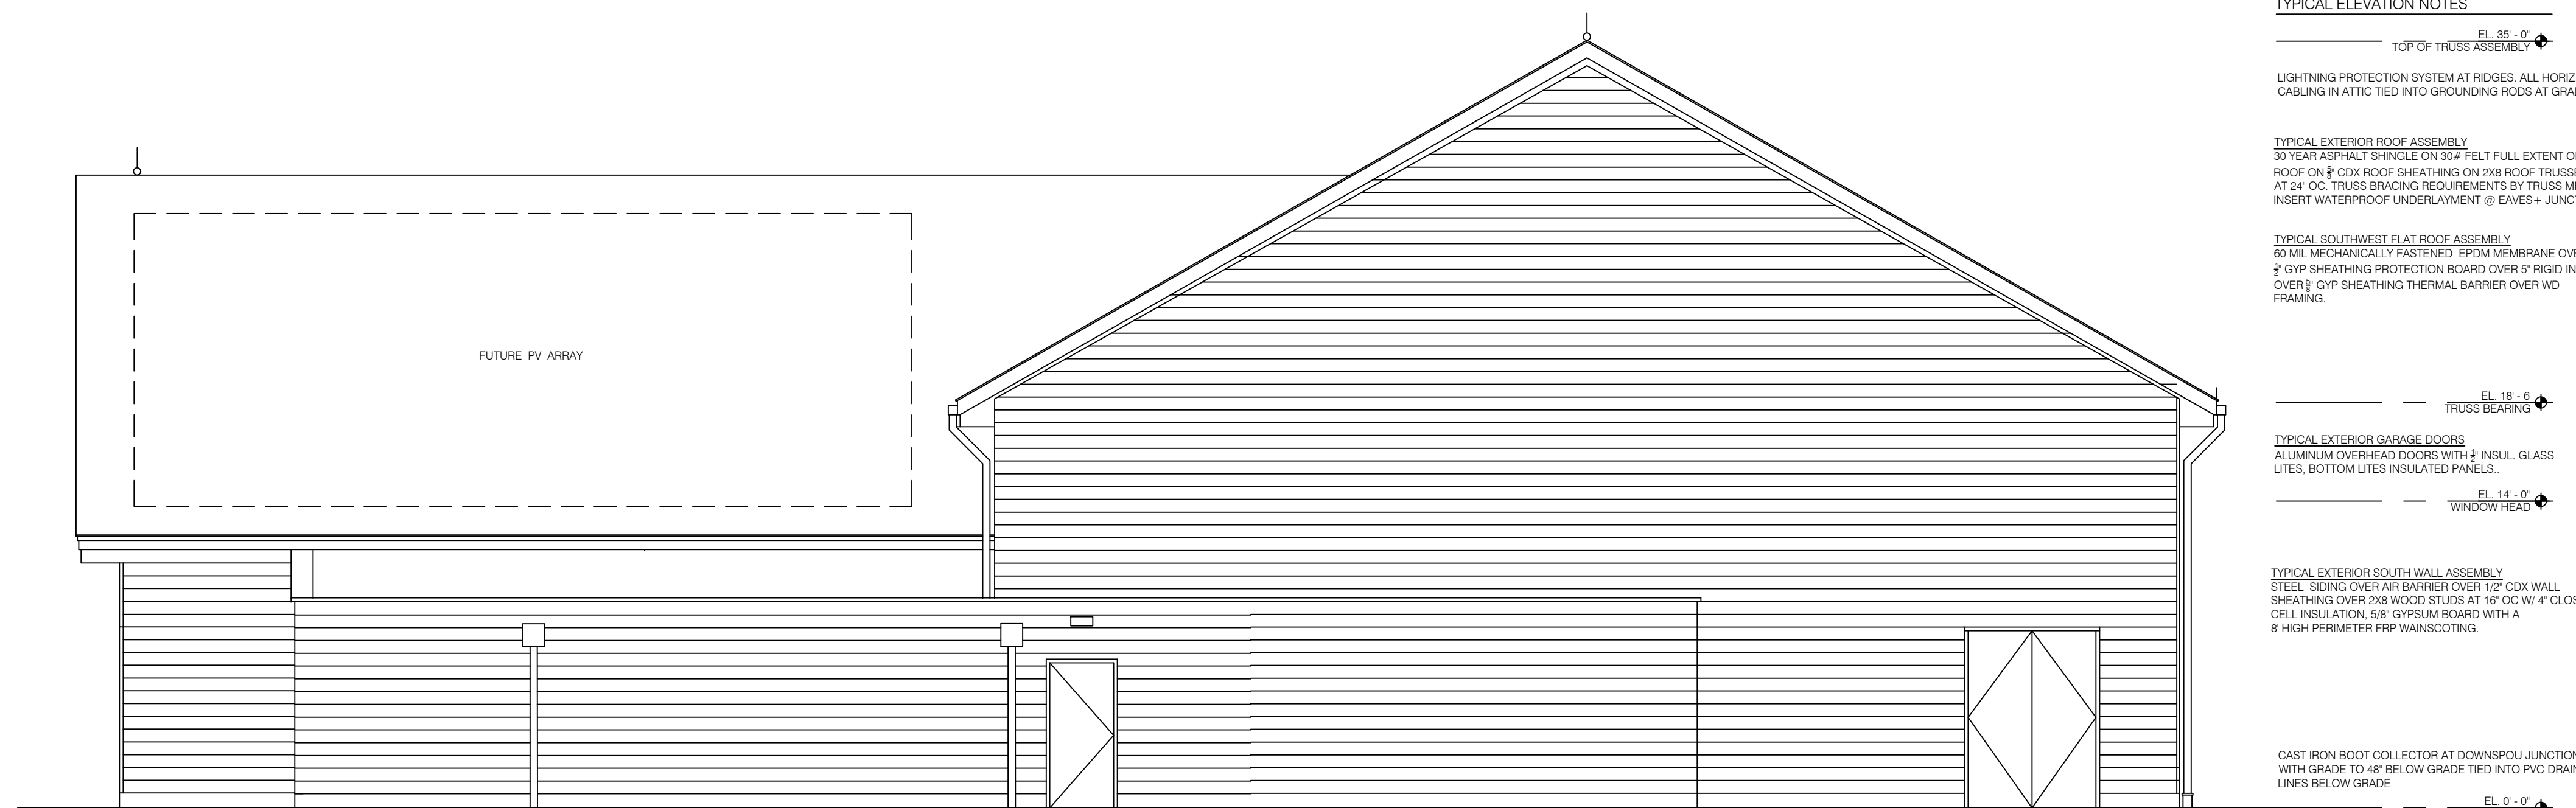 TYPICAL ELEVATION NOTES
EL. 35' - 0"
TOP OF TRUSS ASSEMBLY
LIGHTNING PROTECTION SYSTEM AT RIDGES. ALL HORIZ
CABLING IN ATTIC TIED INTO GROUNDING RODS AT GRA
TYPICAL EXTERIOR ROOF ASSEMBLY
30 YEAR ASPHALT SHINGLE ON 30# FELT FULL EXTENT O
ROOF ON 5/8" CDX ROOF SHEATHING ON 2X8 ROOF TRUSSE
AT 24" OC. TRUSS BRACING REQUIREMENTS BY TRUSS M
INSERT WATERPROOF UNDERLAYMENT @ EAVES+ JUNC
TYPICAL SOUTHWEST FLAT ROOF ASSEMBLY
60 MIL MECHANICALLY FASTENED EPDM MEMBRANE OVE
1/2" GYP SHEATHING PROTECTION BOARD OVER 5" RIGID IN
OVER 5/8" GYP SHEATHING THERMAL BARRIER OVER WD
FRAMING.
FUTURE PV ARRAY
EL. 18' - 6
TRUSS BEARING
TYPICAL EXTERIOR GARAGE DOORS
ALUMINUM OVERHEAD DOORS WITH 1/2" INSUL. GLASS
LITES, BOTTOM LITES INSULATED PANELS..
EL. 14' - 0"
WINDOW HEAD
TYPICAL EXTERIOR SOUTH WALL ASSEMBLY
STEEL SIDING OVER AIR BARRIER OVER 1/2" CDX WALL
SHEATHING OVER 2X8 WOOD STUDS AT 16" OC W/ 4" CLOS
CELL INSULATION, 5/8" GYPSUM BOARD WITH A
8' HIGH PERIMETER FRP WAINSCOTING.
CAST IRON BOOT COLLECTOR AT DOWNSPOU JUNCTION
WITH GRADE TO 48" BELOW GRADE TIED INTO PVC DRAIN
LINES BELOW GRADE
EL. 0' - 0"